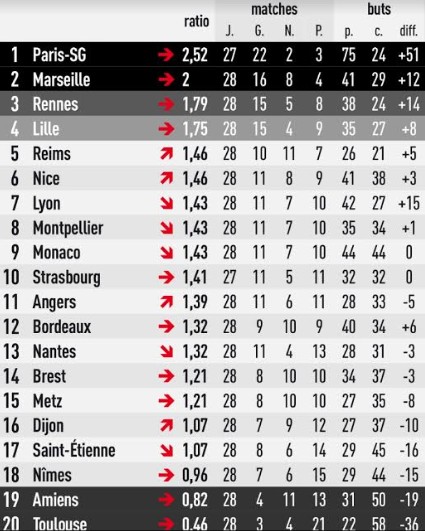 matches buts
ratio J. G. N. P. p. c. diff.
1 Paris-SG 2,52 27 22 2 3 75 24 +51
2 Marseille 2 28 16 8 4 41 29 +12
3 Rennes 1,79 28 15 5 8 38 24 +14
4 Lille 1,75 28 15 4 9 35 27 +8
5 Reims 1,46 28 10 11 7 26 21 +5
6 Nice 1,46 28 11 8 9 41 38 +3
7 Lyon 1,43 28 11 7 10 42 27 +15
8 Montpellier 1,43 28 11 7 10 35 34 +1
9 Monaco 1,43 28 11 7 10 44 44 0
10 Strasbourg 1,41 27 11 5 11 32 32 0
11 Angers 1,39 28 11 6 11 28 33 -5
12 Bordeaux 1,32 28 9 10 9 40 34 +6
13 Nantes 1,32 28 11 4 13 28 31 -3
14 Brest 1,21 28 8 10 10 34 37 -3
15 Metz 1,21 28 8 10 10 27 35 -8
16 Dijon 1,07 28 7 9 12 27 37 -10
17 Saint-Étienne 1,07 28 8 6 14 29 45 -16
18 Nîmes 0,96 28 7 6 15 29 44 -15
19 Amiens 0,82 28 4 11 13 31 50 -19
20 Toulouse 0,46 28 3 4 21 22 58 -36